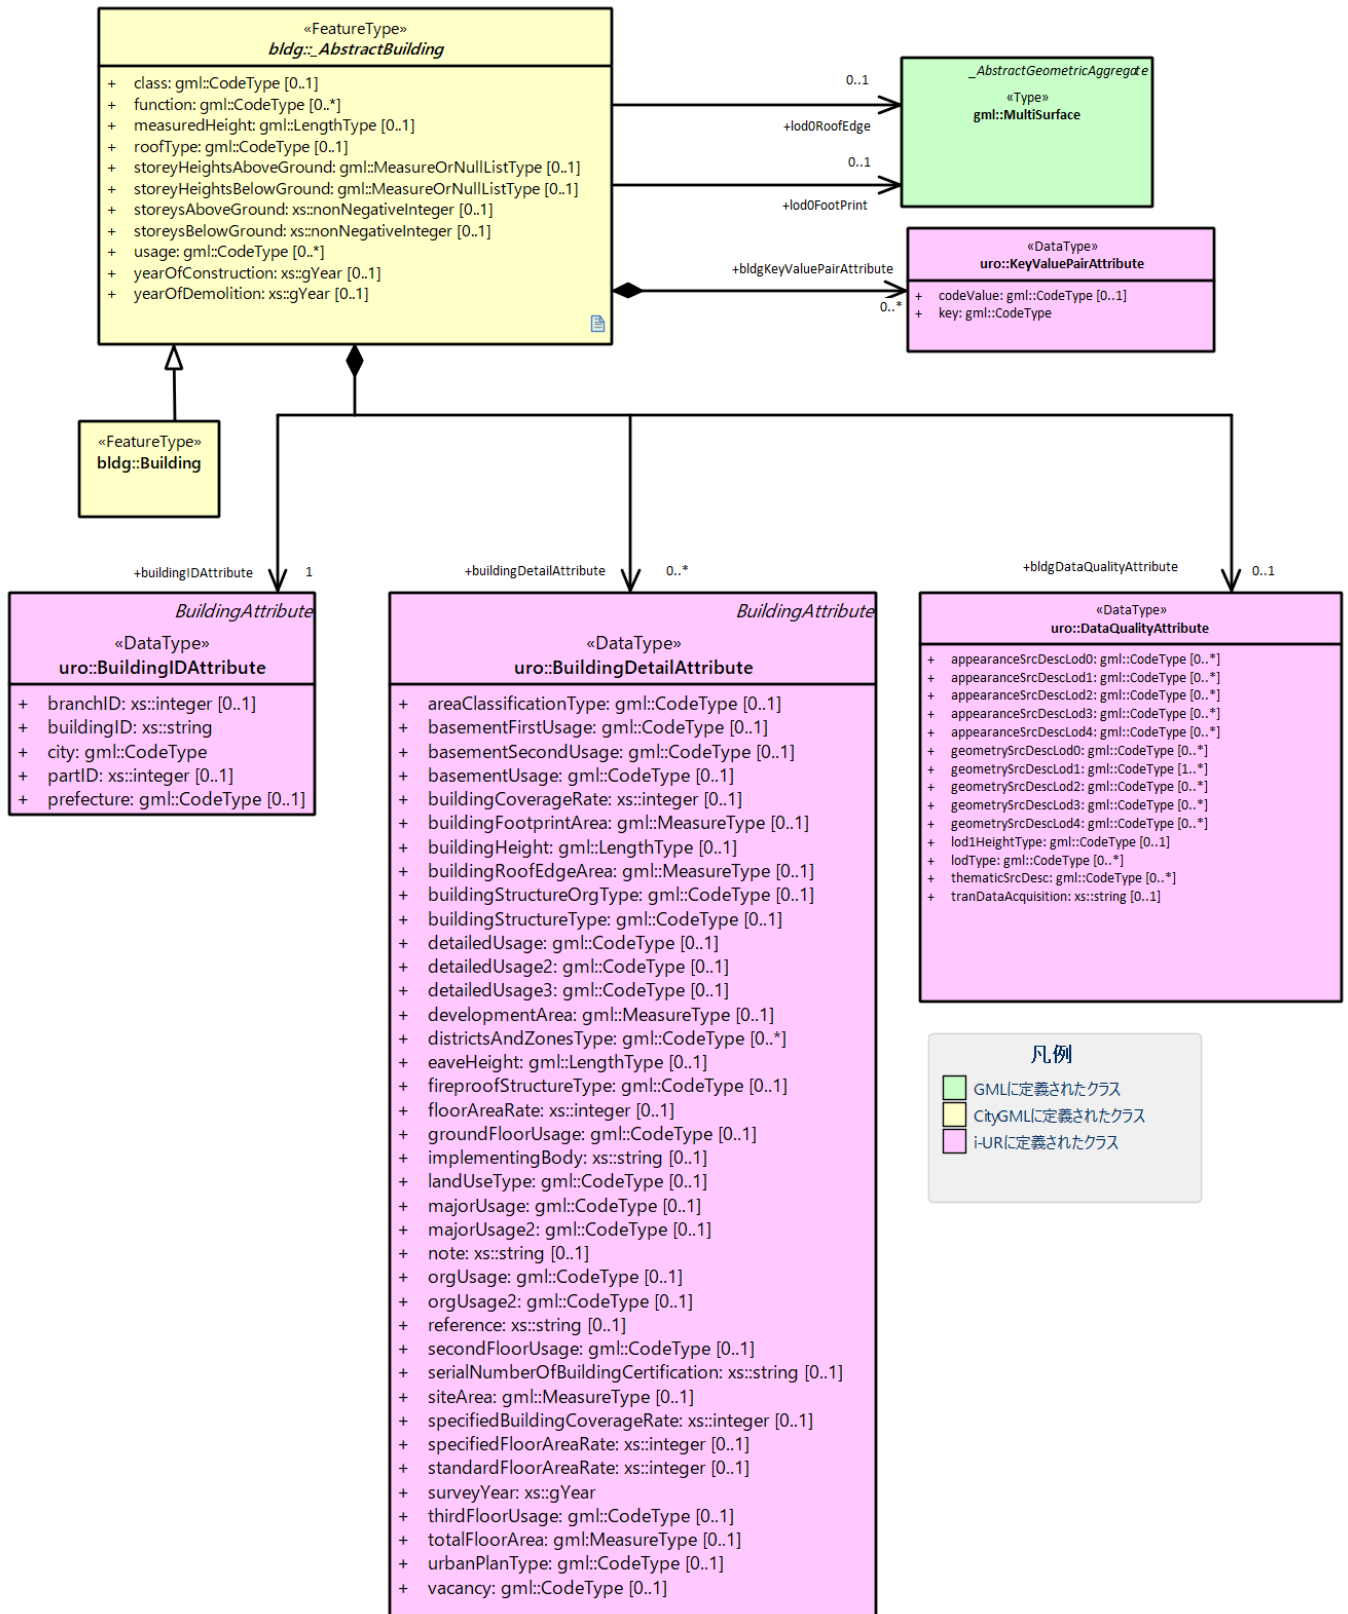 «FeatureType»
bldg::_AbstractBuilding
+ class: gml::CodeType [0..1]
+ function: gml::CodeType [0..*]
+ measuredHeight: gml::LengthType [0..1]
+ roofType: gml::CodeType [0..1]
+ storeyHeightsAboveGround: gml::MeasureOrNullListType [0..1]
+ storeyHeightsBelowGround: gml::MeasureOrNullListType [0..1]
+ storeysAboveGround: xs::nonNegativeInteger [0..1]
+ storeysBelowGround: xs::nonNegativeInteger [0..1]
+ usage: gml::CodeType [0..*]
+ yearOfConstruction: xs::gYear [0..1]
+ yearOfDemolition: xs::gYear [0..1]
0..1
+lod0RoofEdge
0..1
+lod0FootPrint
_AbstractGeometricAggregate
«Type»
gml::MultiSurface
+bldgKeyValuePairAttribute
0..*
«DataType»
uro::KeyValuePairAttribute
+ codeValue: gml::CodeType [0..1]
+ key: gml::CodeType
«FeatureType»
bldg::Building
+buildingIDAttribute 1
BuildingAttribute
«DataType»
uro::BuildingIDAttribute
+ branchID: xs::integer [0..1]
+ buildingID: xs::string
+ city: gml::CodeType
+ partID: xs::integer [0..1]
+ prefecture: gml::CodeType [0..1]
+buildingDetailAttribute 0..*
BuildingAttribute
«DataType»
uro::BuildingDetailAttribute
+ areaClassificationType: gml::CodeType [0..1]
+ basementFirstUsage: gml::CodeType [0..1]
+ basementSecondUsage: gml::CodeType [0..1]
+ basementUsage: gml::CodeType [0..1]
+ buildingCoverageRate: xs::integer [0..1]
+ buildingFootprintArea: gml::MeasureType [0..1]
+ buildingHeight: gml::LengthType [0..1]
+ buildingRoofEdgeArea: gml::MeasureType [0..1]
+ buildingStructureOrgType: gml::CodeType [0..1]
+ buildingStructureType: gml::CodeType [0..1]
+ detailedUsage: gml::CodeType [0..1]
+ detailedUsage2: gml::CodeType [0..1]
+ detailedUsage3: gml::CodeType [0..1]
+ developmentArea: gml::MeasureType [0..1]
+ districtsAndZonesType: gml::CodeType [0..*]
+ eaveHeight: gml::LengthType [0..1]
+ fireproofStructureType: gml::CodeType [0..1]
+ floorAreaRate: xs::integer [0..1]
+ groundFloorUsage: gml::CodeType [0..1]
+ implementingBody: xs::string [0..1]
+ landUseType: gml::CodeType [0..1]
+ majorUsage: gml::CodeType [0..1]
+ majorUsage2: gml::CodeType [0..1]
+ note: xs::string [0..1]
+ orgUsage: gml::CodeType [0..1]
+ orgUsage2: gml::CodeType [0..1]
+ reference: xs::string [0..1]
+ secondFloorUsage: gml::CodeType [0..1]
+ serialNumberOfBuildingCertification: xs::string [0..1]
+ siteArea: gml::MeasureType [0..1]
+ specifiedBuildingCoverageRate: xs::integer [0..1]
+ specifiedFloorAreaRate: xs::integer [0..1]
+ standardFloorAreaRate: xs::integer [0..1]
+ surveyYear: xs::gYear
+ thirdFloorUsage: gml::CodeType [0..1]
+ totalFloorArea: gml:MeasureType [0..1]
+ urbanPlanType: gml::CodeType [0..1]
+ vacancy: gml::CodeType [0..1]
+bldgDataQualityAttribute 0..1
«DataType»
uro::DataQualityAttribute
+ appearanceSrcDescLod0: gml::CodeType [0..*]
+ appearanceSrcDescLod1: gml::CodeType [0..*]
+ appearanceSrcDescLod2: gml::CodeType [0..*]
+ appearanceSrcDescLod3: gml::CodeType [0..*]
+ appearanceSrcDescLod4: gml::CodeType [0..*]
+ geometrySrcDescLod0: gml::CodeType [0..*]
+ geometrySrcDescLod1: gml::CodeType [1..*]
+ geometrySrcDescLod2: gml::CodeType [0..*]
+ geometrySrcDescLod3: gml::CodeType [0..*]
+ geometrySrcDescLod4: gml::CodeType [0..*]
+ lod1HeightType: gml::CodeType [0..1]
+ lodType: gml::CodeType [0..*]
+ thematicSrcDesc: gml::CodeType [0..*]
+ tranDataAcquisition: xs::string [0..1]
凡例
GMLに定義されたクラス
CityGMLに定義されたクラス
i-URに定義されたクラス